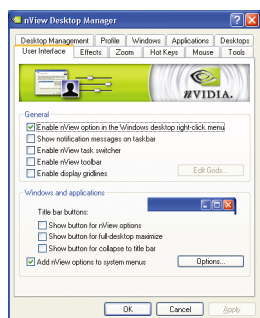 nView Desktop Manager
Desktop Management Profile Windows Applications Desktops
User Interface Effects Zoom Hot Keys Mouse Tools
NVIDIA.
General
Enable nView option in the Windows desktop right-click menu
Show notification messages on taskbar
Enable nView task switcher
Enable nView toolbar
Enable display gridlines
Edit Grids...
Windows and applications
Title bar buttons:
Show button for nView options
Show button for full-desktop maximize
Show button for collapse to title bar
Add nView options to system menus
Options...
OK Cancel Apply